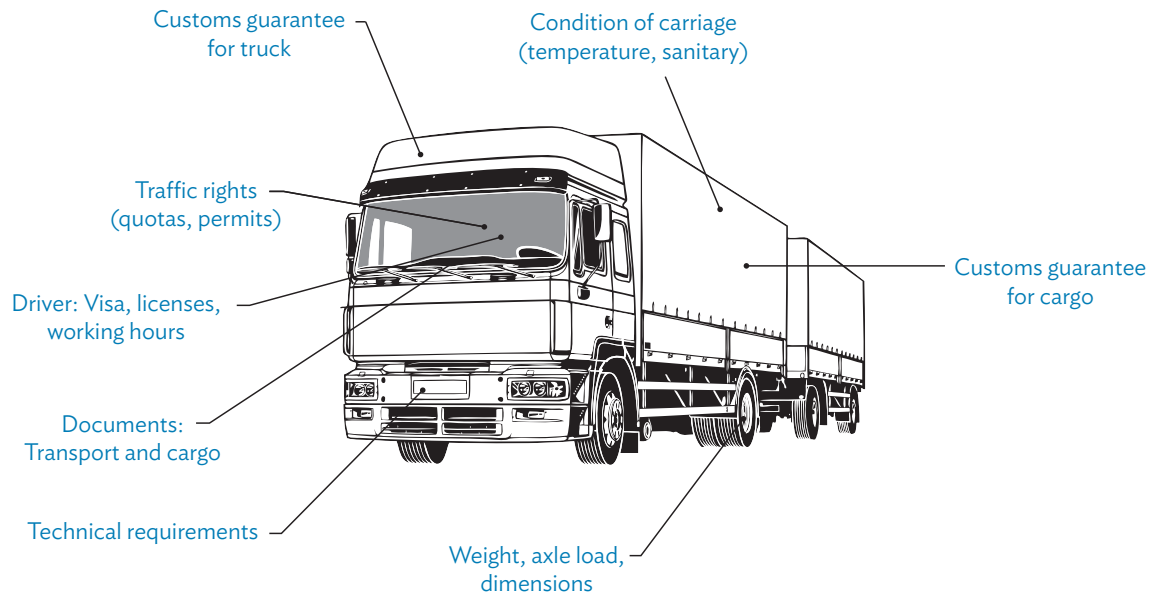 Customs guarantee
for truck
Condition of carriage
(temperature, sanitary)
Traffic rights
(quotas, permits)
Customs guarantee
for cargo
Driver: Visa, licenses,
working hours
Documents:
Transport and cargo
Technical requirements
Weight, axle load,
dimensions